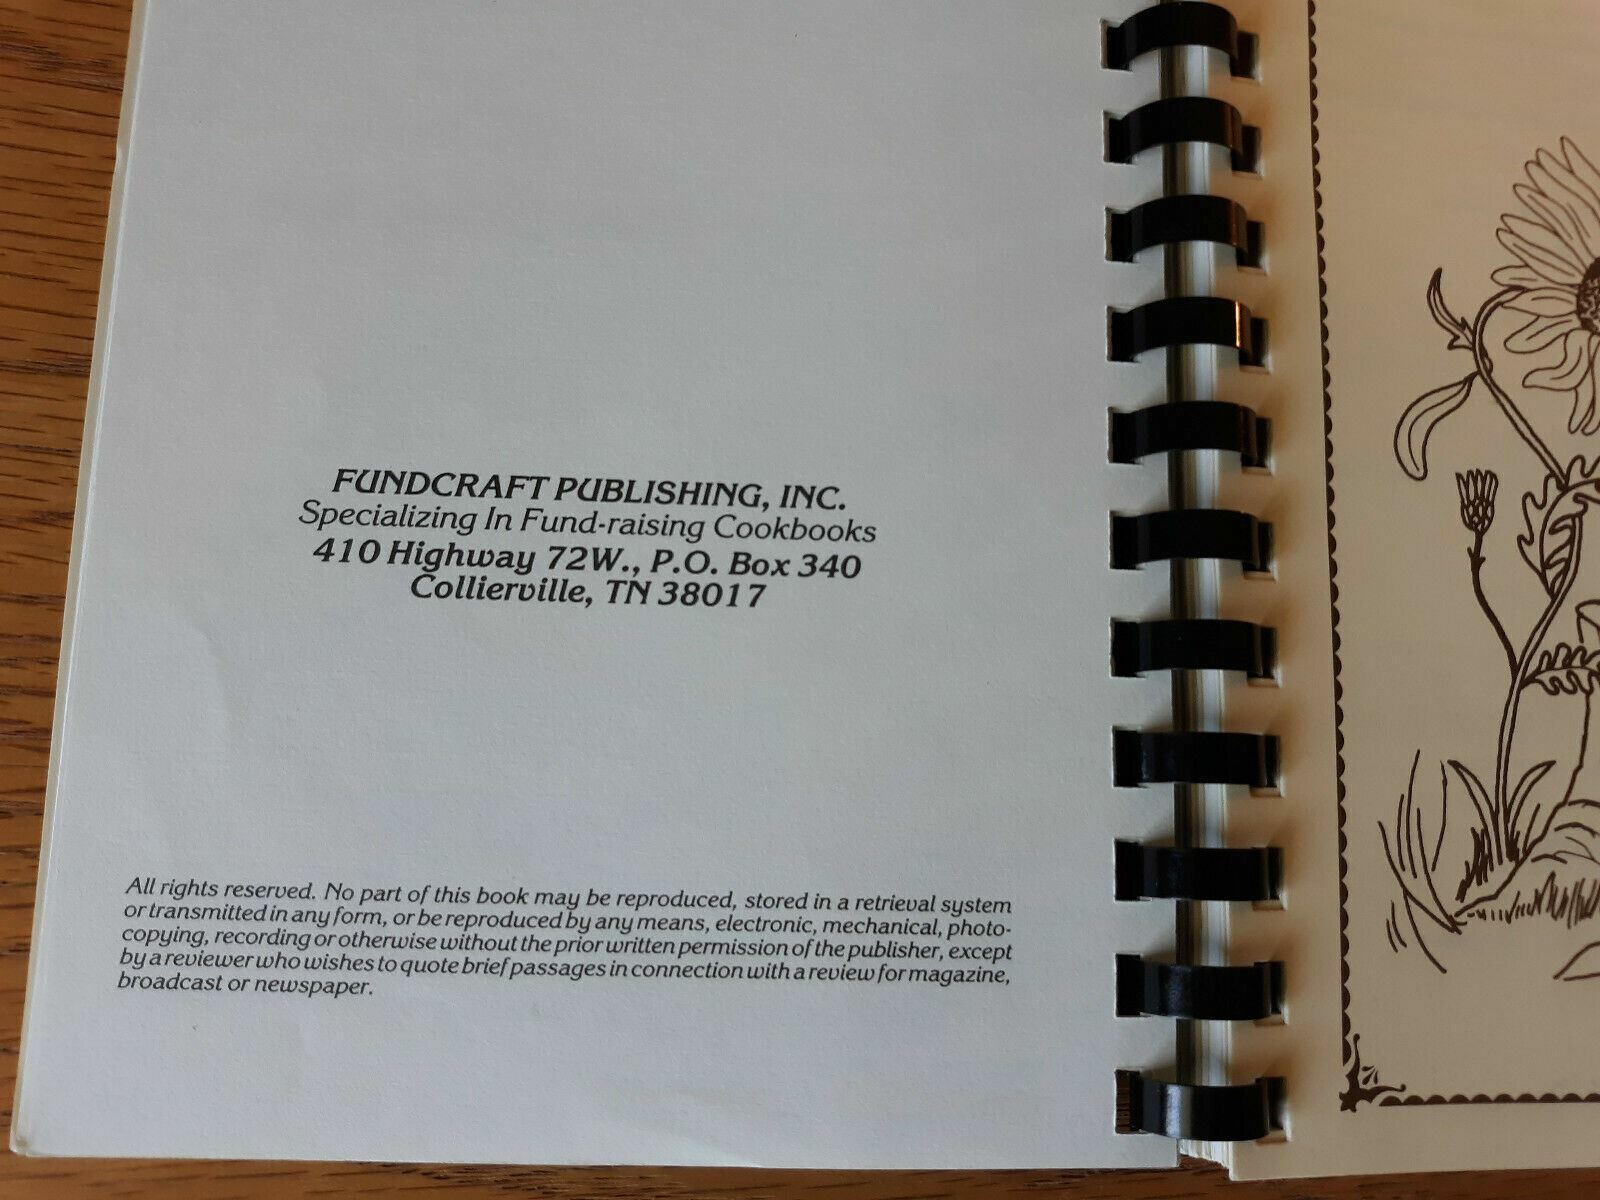 FUNDCRAFT PUBLISHING, INC.
Specializing In Fund-raising Cookbooks
410 Highway 72W., P.O. Box 340
Collierville, TN 38017
All rights reserved. No part of this book may be reproduced, stored in a retrieval system
or transmitted in any form, or be reproduced by any means, electronic, mechanical, photo-
copying, recording or otherwise without the prior written permission of the publisher, except
by a reviewer who wishes to quote brief passages in connection with a review for magazine,
broadcast or newspaper.